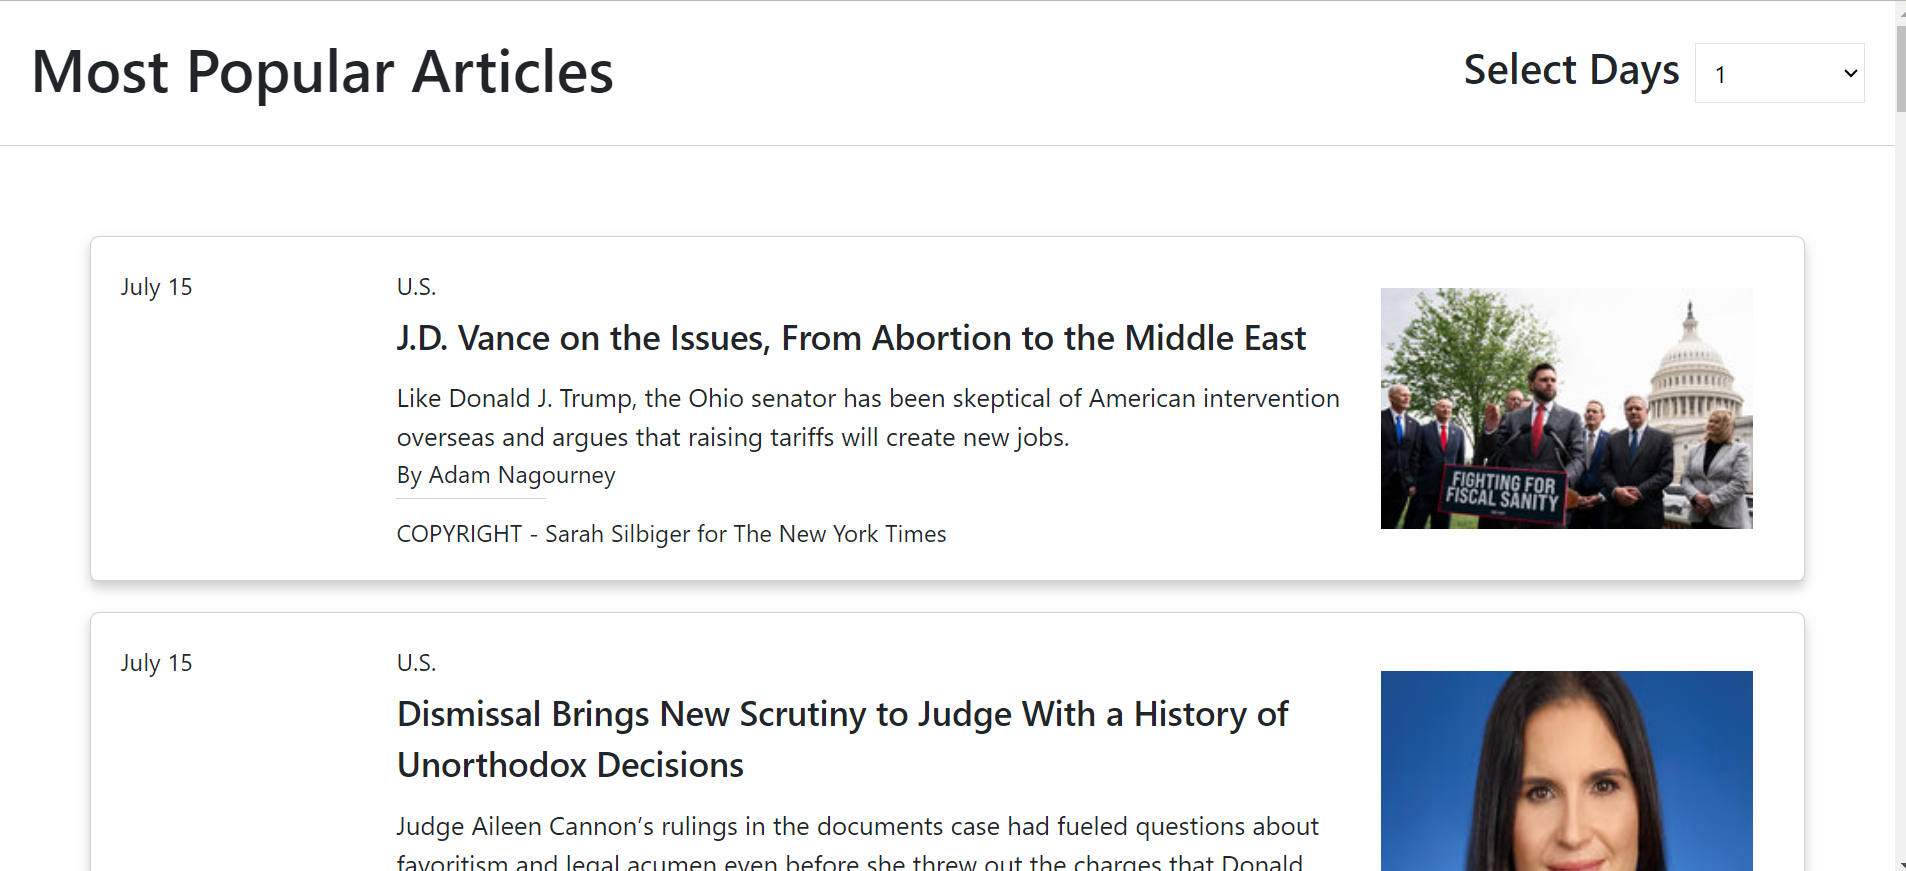 Most Popular Articles
Select Days
1
July 15
U.S.
J.D. Vance on the Issues, From Abortion to the Middle East
Like Donald J. Trump, the Ohio senator has been skeptical of American intervention
overseas and argues that raising tariffs will create new jobs.
By Adam Nagourney
COPYRIGHT - Sarah Silbiger for The New York Times
FIGHTING FOR
FISCAL SANITY
July 15
U.S.
Dismissal Brings New Scrutiny to Judge With a History of
Unorthodox Decisions
Judge Aileen Cannon’s rulings in the documents case had fueled questions about
favoritism and legal acumen even before she threw out the charges that Donald